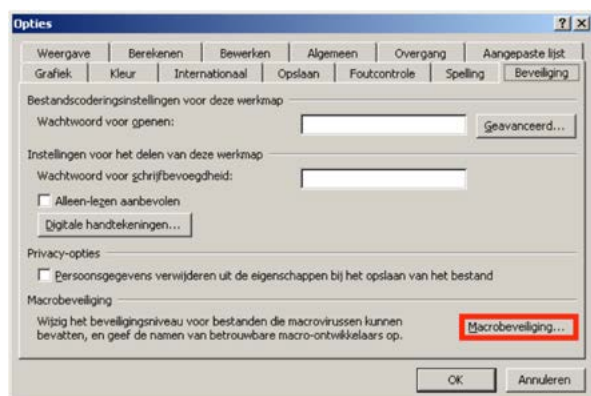 Opties
Weergave Berekenen Bewerken Algemeen Overgang Aangepaste lijst
Grafiek Kleur Internationaal Opslaan Foutcontrole Spelling Beveiliging
Bestandscoderingsinstellingen voor deze werkmap
Wachtwoord voor openen:
Geavanceerd...
Instellingen voor het delen van deze werkmap
Wachtwoord voor schrijfbevoegdheid:
Alleen-lezen aanbevolen
Digitale handtekeningen...
Privacy-opties
Persoonsgegevens verwijderen uit de eigenschappen bij het opslaan van het bestand
Macrobeveiliging
Wijzig het beveiligingsniveau voor bestanden die macrovirussen kunnen
bevatten, en geef de namen van betrouwbare macro-ontwikkelaars op.
Macrobeveiliging...
OK Annuleren